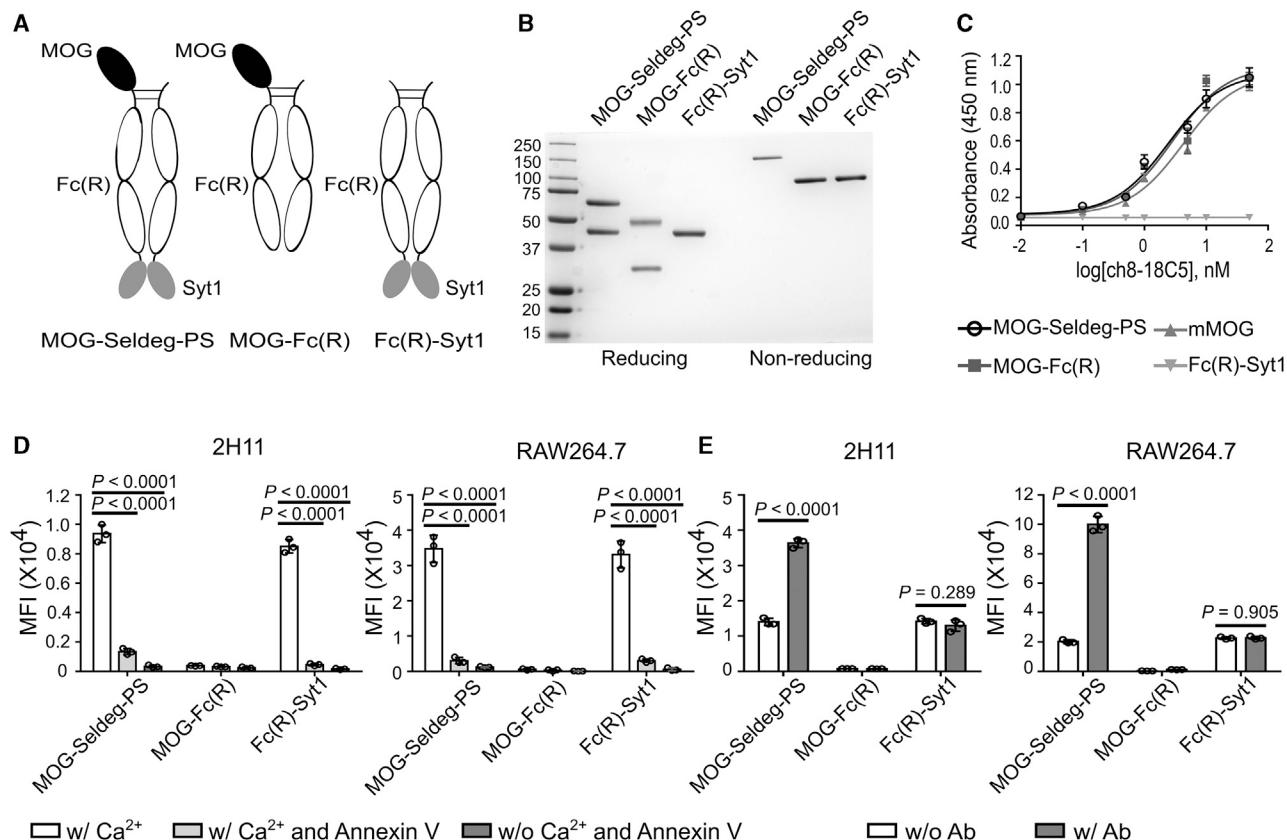 A
MOG
MOG
Fc(R)
Fc(R)
Fc(R)
Syt1
Syt1
MOG-Seldeg-PS
MOG-Fc(R)
Fc(R)-Syt1
B
MOG-Seldeg-PS
MOG-Fc(R)
Fc(R)-Syt1
MOG-Seldeg-PS
MOG-Fc(R)
Fc(R)-Syt1
250
150
100
75
50
37
25
20
15
Reducing
Non-reducing
C
Absorbance (450 nm)
1.2
1.0
0.8
0.6
0.4
0.2
0.0
-2
-1
0
1
2
log[ch8-18C5], nM
MOG-Seldeg-PS
mMOG
MOG-Fc(R)
Fc(R)-Syt1
D
2H11
MFI (X10⁴)
1.2
1.0
0.8
0.6
0.4
0.2
0
P < 0.0001
P < 0.0001
P < 0.0001
P < 0.0001
MOG-Seldeg-PS
MOG-Fc(R)
Fc(R)-Syt1
RAW264.7
MFI (X10⁴)
5
4
3
2
1
0
P < 0.0001
P < 0.0001
P < 0.0001
P < 0.0001
MOG-Seldeg-PS
MOG-Fc(R)
Fc(R)-Syt1
w/ Ca²⁺
w/ Ca²⁺ and Annexin V
w/o Ca²⁺ and Annexin V
E
2H11
MFI (X10⁴)
5
4
3
2
1
0
P < 0.0001
P = 0.289
MOG-Seldeg-PS
MOG-Fc(R)
Fc(R)-Syt1
RAW264.7
MFI (X10⁴)
12
10
8
6
4
2
0
P < 0.0001
P = 0.905
MOG-Seldeg-PS
MOG-Fc(R)
Fc(R)-Syt1
w/o Ab
w/ Ab